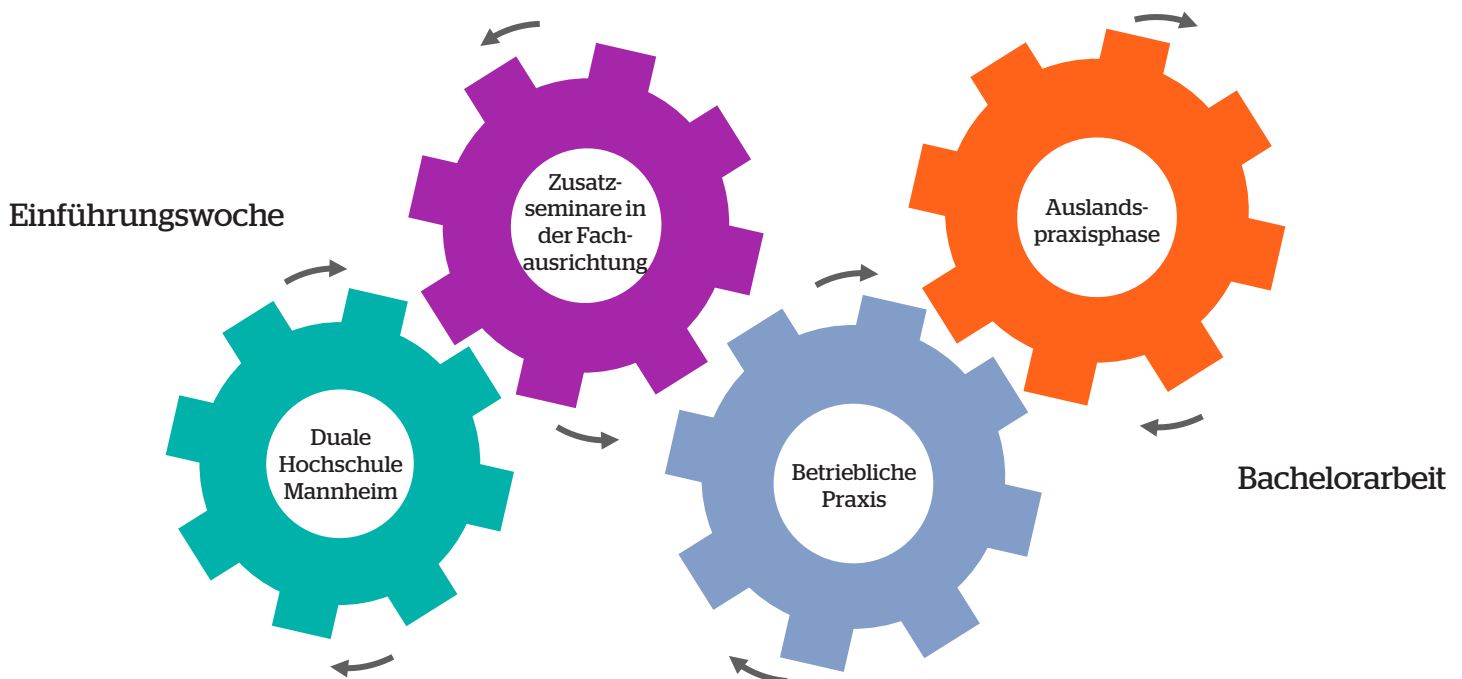 Einführungswoche
Zusatz-
seminare in
der Fach-
ausrichtung
Auslands-
praxisphase
Duale
Hochschule
Mannheim
Betriebliche
Praxis
Bachelorarbeit